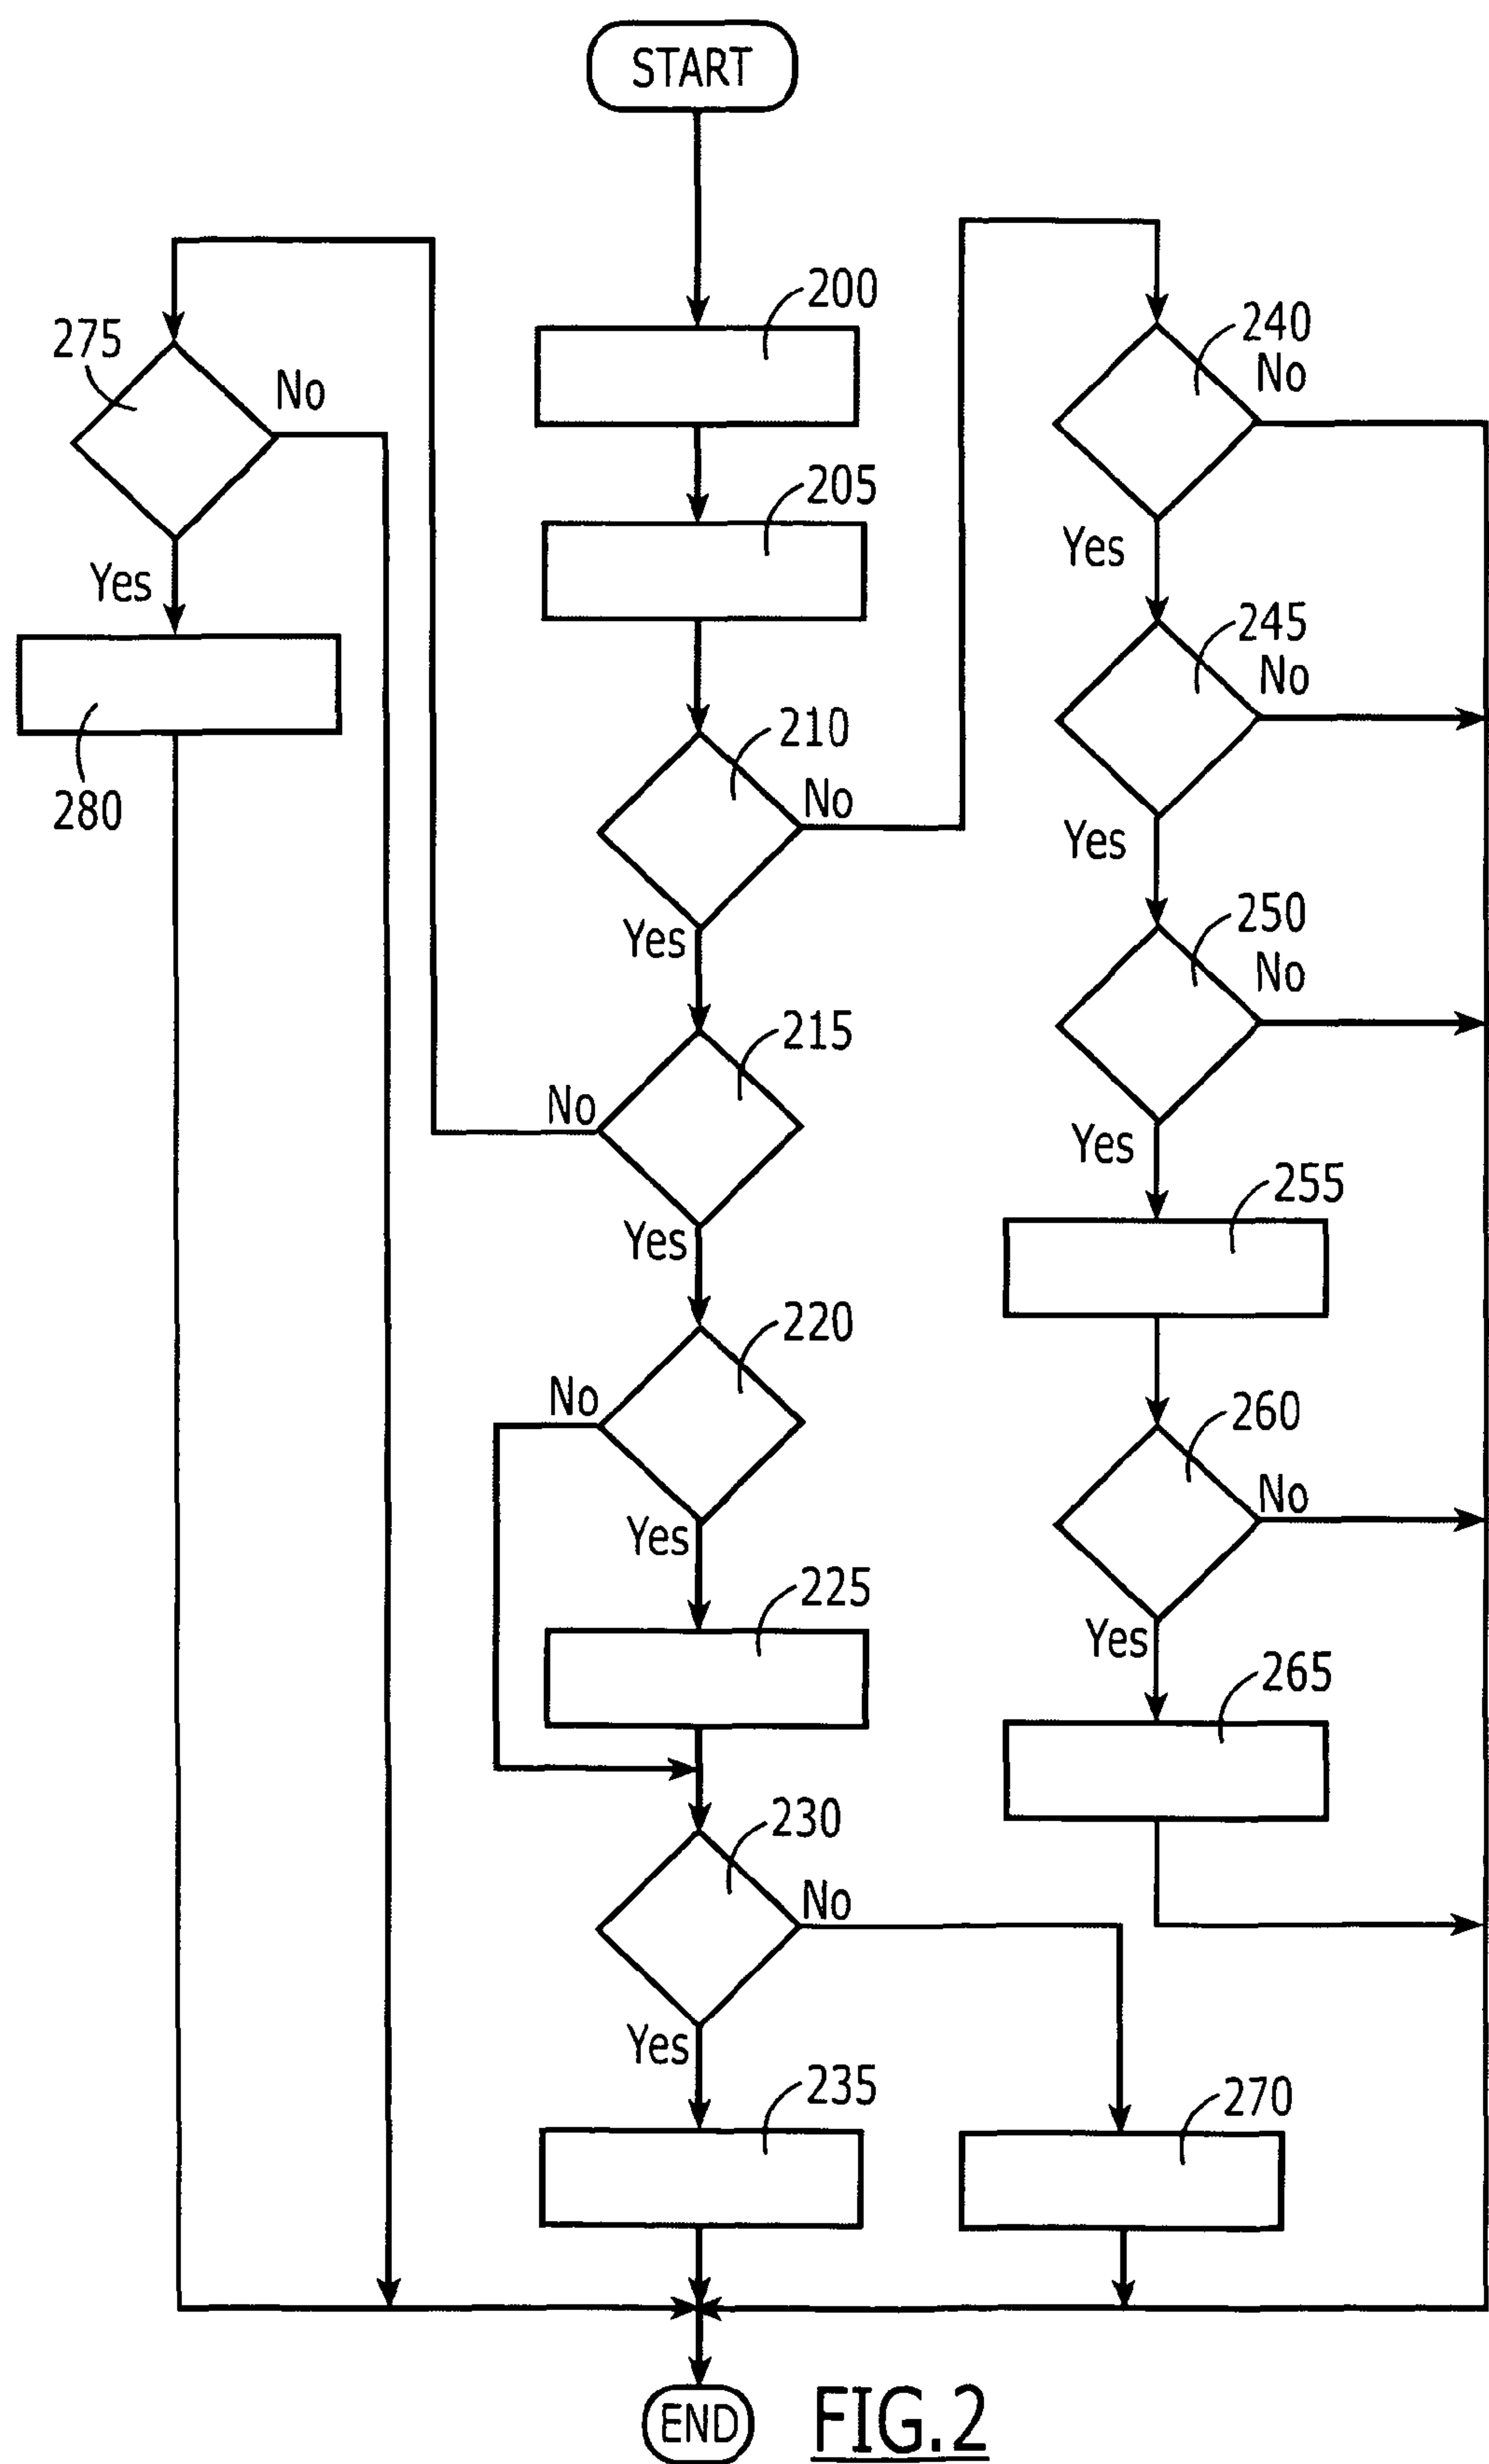 START
200
240
No
275
No
205
Yes
Yes
245
No
210
No
280
Yes
250
No
Yes
215
No
Yes
255
Yes
220
No
260
No
Yes
225
Yes
265
230
No
Yes
235
270
END
FIG.2